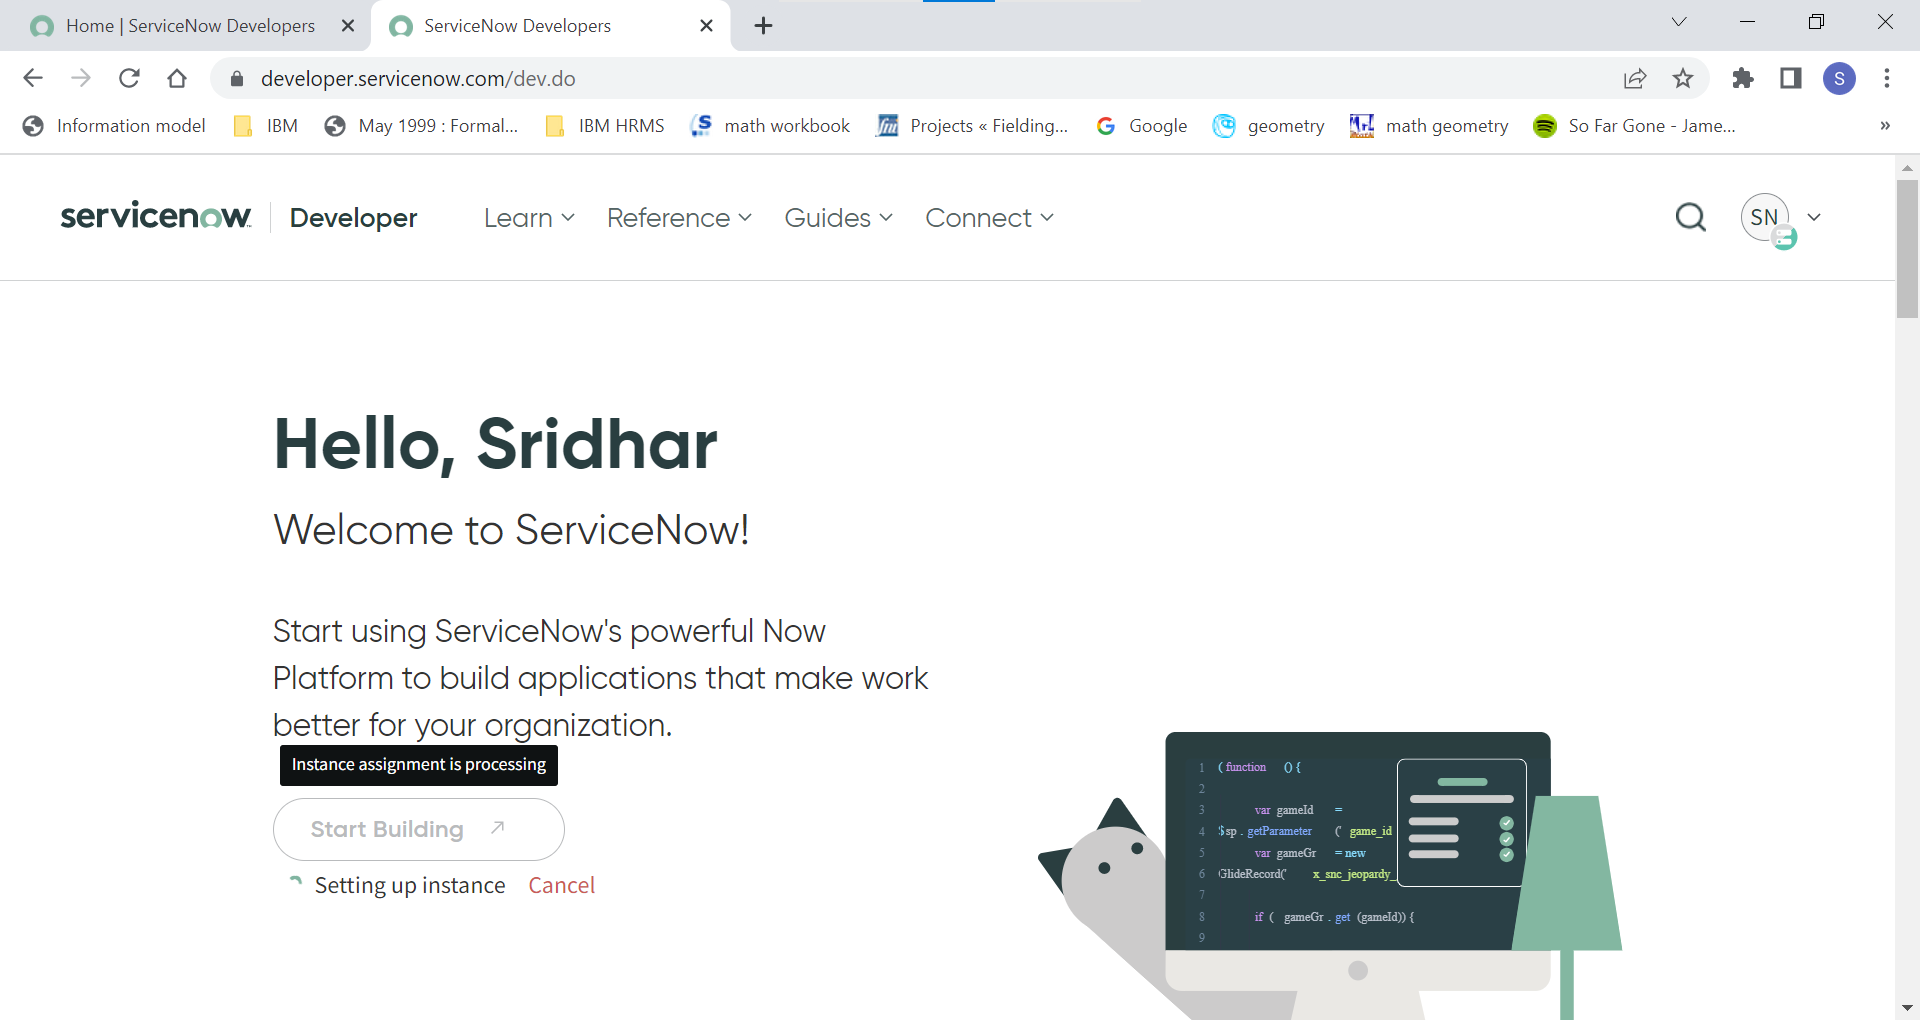 Home | ServiceNow Developers
ServiceNow Developers
developer.servicenow.com/dev.do
S
Information model
IBM
May 1999 : Formal...
IBM HRMS
math workbook
Projects « Fielding...
Google
geometry
math geometry
So Far Gone - Jame...
»
servicenow
Developer
Learn
Reference
Guides
Connect
SN
Hello, Sridhar
Welcome to ServiceNow!
Start using ServiceNow's powerful Now
Platform to build applications that make work
better for your organization.
Instance assignment is processing
Start Building
Setting up instance Cancel
1 ( function () {
2
3 var gameId =
4 $sp . getParameter (' game_id
5 var gameGr = new
6 GlideRecord(' x_snc_jeopardy_
7
8 if ( gameGr . get (gameId)) {
9